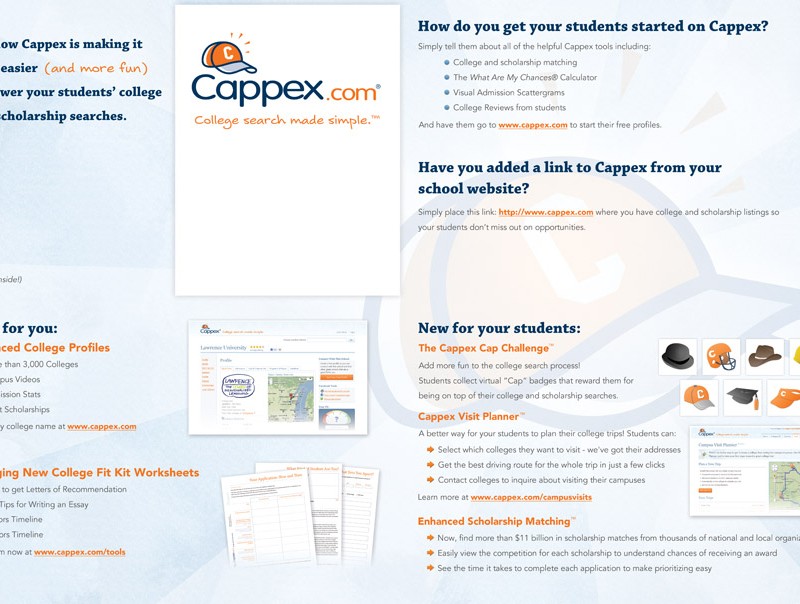 ow Cappex is making it
easier (and more fun)
wer your students' college
cholarship searches.
nside!)
C
Cappex.com®
College search made simple.™
How do you get your students started on Cappex?
Simply tell them about all of the helpful Cappex tools including:
College and scholarship matching
The What Are My Chances® Calculator
Visual Admission Scattergrams
College Reviews from students
And have them go to www.cappex.com to start their free profiles.
Have you added a link to Cappex from your
school website?
Simply place this link: http://www.cappex.com where you have college and scholarship listings so
your students don't miss out on opportunities.
for you:
ced College Profiles
e than 3,000 Colleges
pus Videos
ission Stats
t Scholarships
y college name at www.cappex.com
Cappex
Lawrence University
Profile
ging New College Fit Kit Worksheets
to get Letters of Recommendation
Tips for Writing an Essay
ors Timeline
ors Timeline
m now at www.cappex.com/tools
New for your students:
The Cappex Cap Challenge™
Add more fun to the college search process!
Students collect virtual "Cap" badges that reward them for
being on top of their college and scholarship searches.
Cappex Visit Planner™
A better way for your students to plan their college trips! Students can:
Select which colleges they want to visit - we've got their addresses
Get the best driving route for the whole trip in just a few clicks
Contact colleges to inquire about visiting their campuses
Learn more at www.cappex.com/campusvisits
Cappex
Campus Visit Planner
Enhanced Scholarship Matching™
Now, find more than $11 billion in scholarship matches from thousands of national and local organiz
Easily view the competition for each scholarship to understand chances of receiving an award
See the time it takes to complete each application to make prioritizing easy